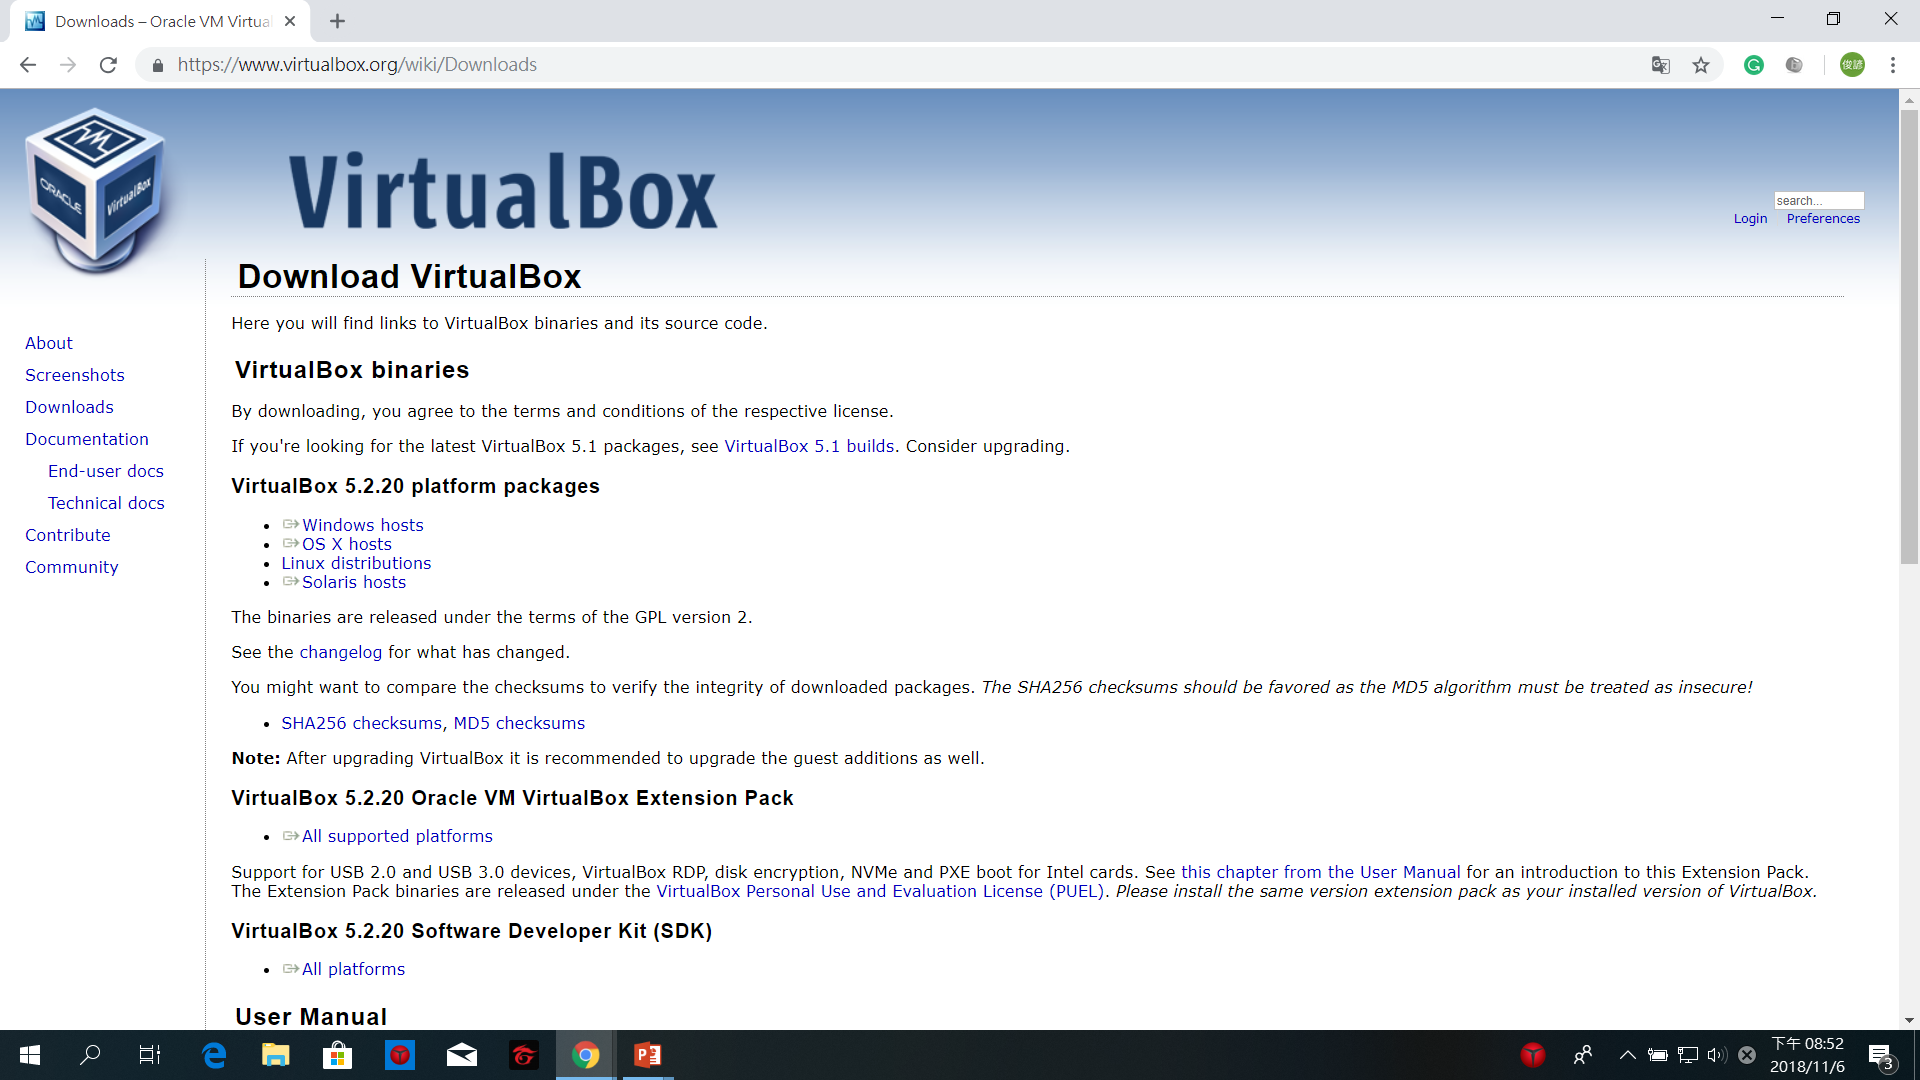 Downloads – Oracle VM Virtua
https://www.virtualbox.org/wiki/Downloads
俊諺
ORACLE
VirtualBox
VirtualBox
search...
Login Preferences
About
Screenshots
Downloads
Documentation
End-user docs
Technical docs
Contribute
Community
Download VirtualBox
Here you will find links to VirtualBox binaries and its source code.
VirtualBox binaries
By downloading, you agree to the terms and conditions of the respective license.
If you're looking for the latest VirtualBox 5.1 packages, see VirtualBox 5.1 builds. Consider upgrading.
VirtualBox 5.2.20 platform packages
Windows hosts
OS X hosts
Linux distributions
Solaris hosts
The binaries are released under the terms of the GPL version 2.
See the changelog for what has changed.
You might want to compare the checksums to verify the integrity of downloaded packages. The SHA256 checksums should be favored as the MD5 algorithm must be treated as insecure!
SHA256 checksums, MD5 checksums
Note: After upgrading VirtualBox it is recommended to upgrade the guest additions as well.
VirtualBox 5.2.20 Oracle VM VirtualBox Extension Pack
All supported platforms
Support for USB 2.0 and USB 3.0 devices, VirtualBox RDP, disk encryption, NVMe and PXE boot for Intel cards. See this chapter from the User Manual for an introduction to this Extension Pack.
The Extension Pack binaries are released under the VirtualBox Personal Use and Evaluation License (PUEL). Please install the same version extension pack as your installed version of VirtualBox.
VirtualBox 5.2.20 Software Developer Kit (SDK)
All platforms
User Manual
下午 08:52
2018/11/6
3